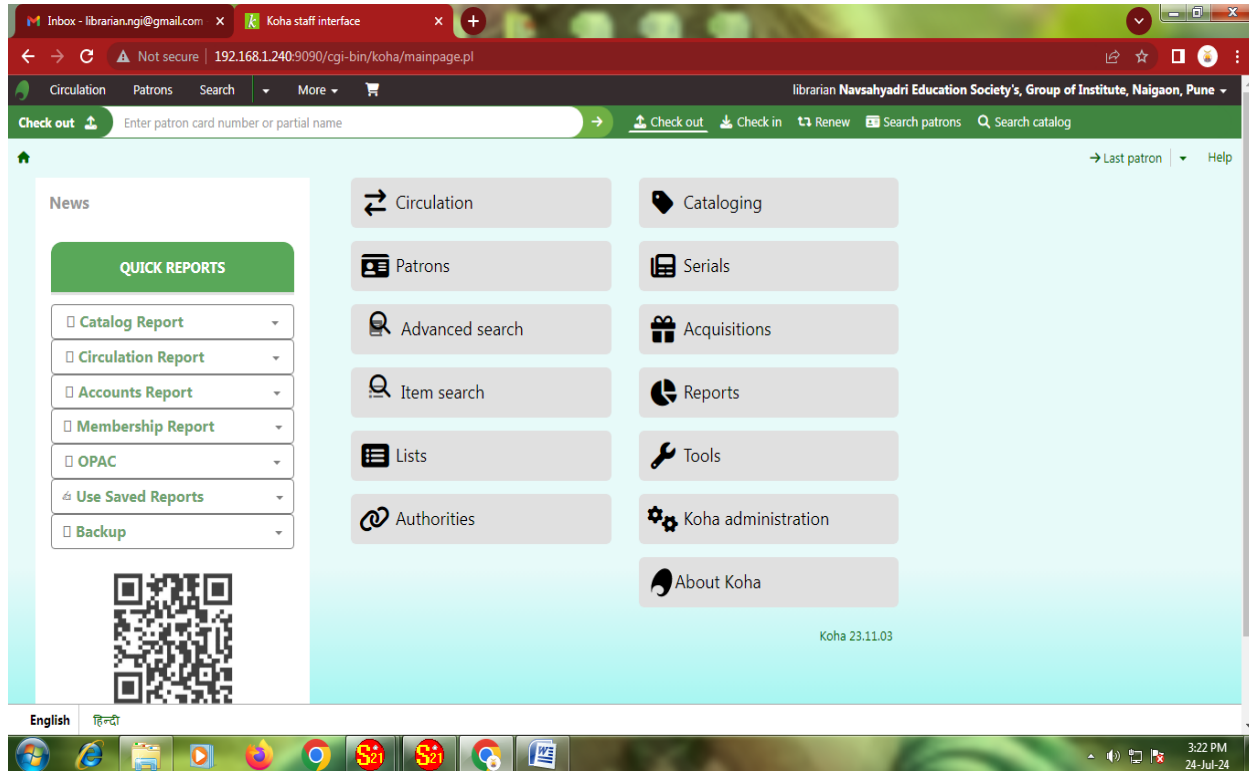 Inbox - librarian.ngi@gmail.com
Koha staff interface
Not secure 192.168.1.240:9090/cgi-bin/koha/mainpage.pl
Circulation Patrons Search More librarian Navsahyadri Education Society's, Group of Institute, Naigaon, Pune
Check out Enter patron card number or partial name Check out Check in Renew Search patrons Search catalog
Last patron Help
News
QUICK REPORTS
Catalog Report
Circulation Report
Accounts Report
Membership Report
OPAC
Use Saved Reports
Backup
Circulation
Patrons
Advanced search
Item search
Lists
Authorities
Cataloging
Serials
Acquisitions
Reports
Tools
Koha administration
About Koha
Koha 23.11.03
English हिन्दी
S21 S21
3:22 PM
24-Jul-24